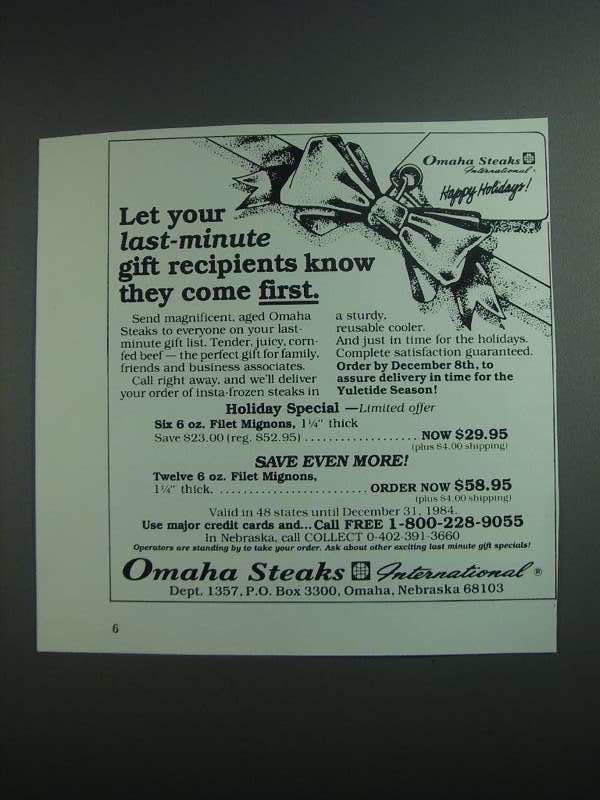 Omaha Steaks
International®
Happy Holidays!
Let your
last-minute
gift recipients know
they come first.
Send magnificent, aged Omaha
Steaks to everyone on your last-
minute gift list. Tender, juicy, corn-
fed beef — the perfect gift for family,
friends and business associates.
Call right away, and we'll deliver
your order of insta-frozen steaks in
a sturdy,
reusable cooler.
And just in time for the holidays.
Complete satisfaction guaranteed.
Order by December 8th, to
assure delivery in time for the
Yuletide Season!
Holiday Special —Limited offer
Six 6 oz. Filet Mignons, 1¼" thick
Save $23.00 (reg. $52.95) .................. NOW $29.95
(plus $4.00 shipping)
SAVE EVEN MORE!
Twelve 6 oz. Filet Mignons,
1¼" thick. ........................ ORDER NOW $58.95
(plus $4.00 shipping)
Valid in 48 states until December 31, 1984.
Use major credit cards and...Call FREE 1-800-228-9055
In Nebraska, call COLLECT 0-402-391-3660
Operators are standing by to take your order. Ask about other exciting last minute gift specials!
Omaha Steaks International®
Dept. 1357, P.O. Box 3300, Omaha, Nebraska 68103
6